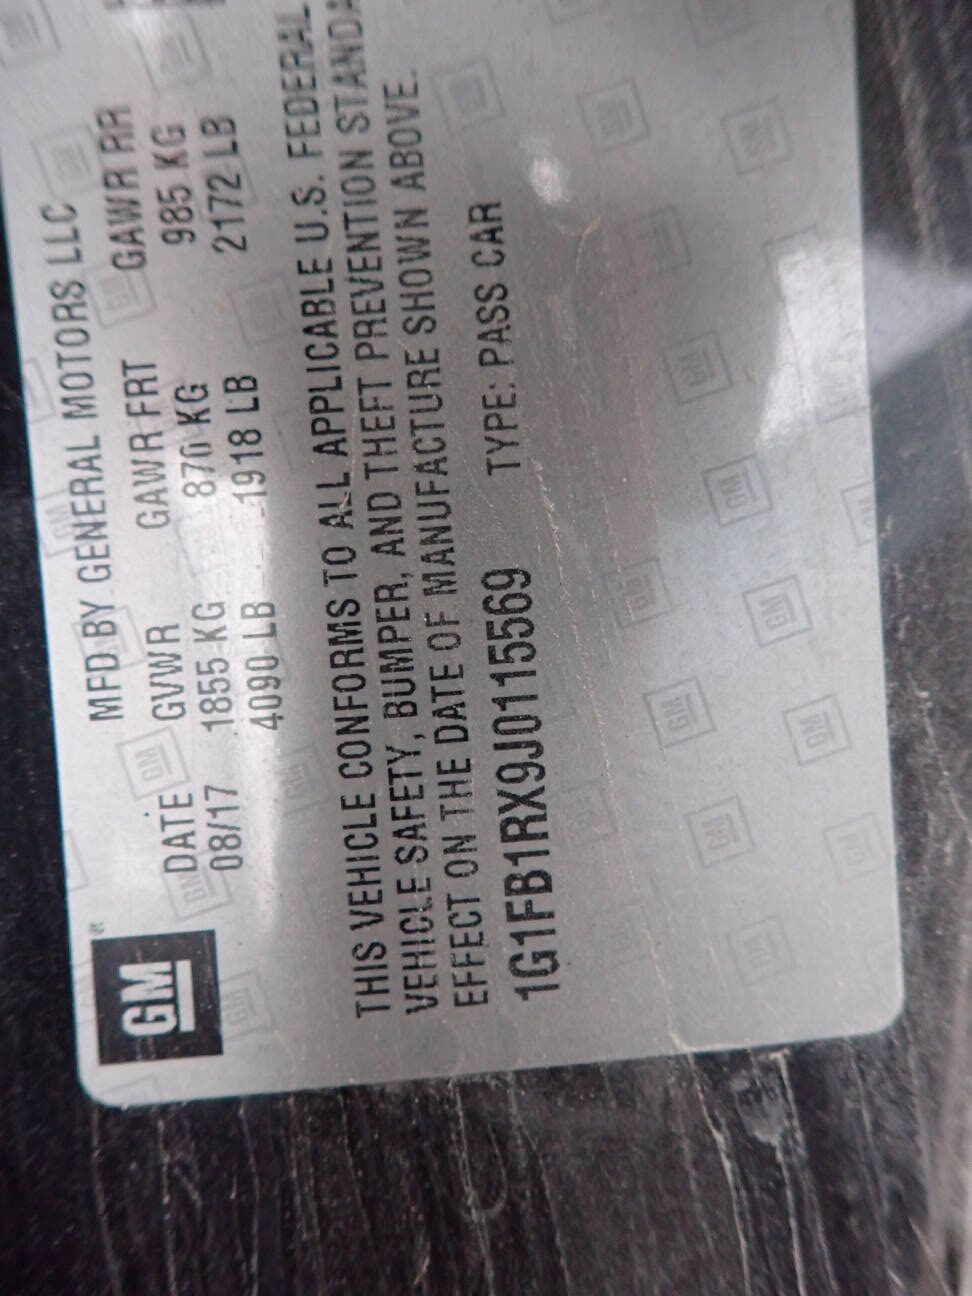 GM
MFD BY GENERAL MOTORS LLC
DATE GVWR GAWR FRT GAWR RR
08/17 1855 KG 870 KG 985 KG
4090 LB 1918 LB 2172 LB
THIS VEHICLE CONFORMS TO ALL APPLICABLE U.S. FEDERAL
VEHICLE SAFETY, BUMPER, AND THEFT PREVENTION STANDA
EFFECT ON THE DATE OF MANUFACTURE SHOWN ABOVE.
1G1FB1RX9J0115569 TYPE: PASS CAR